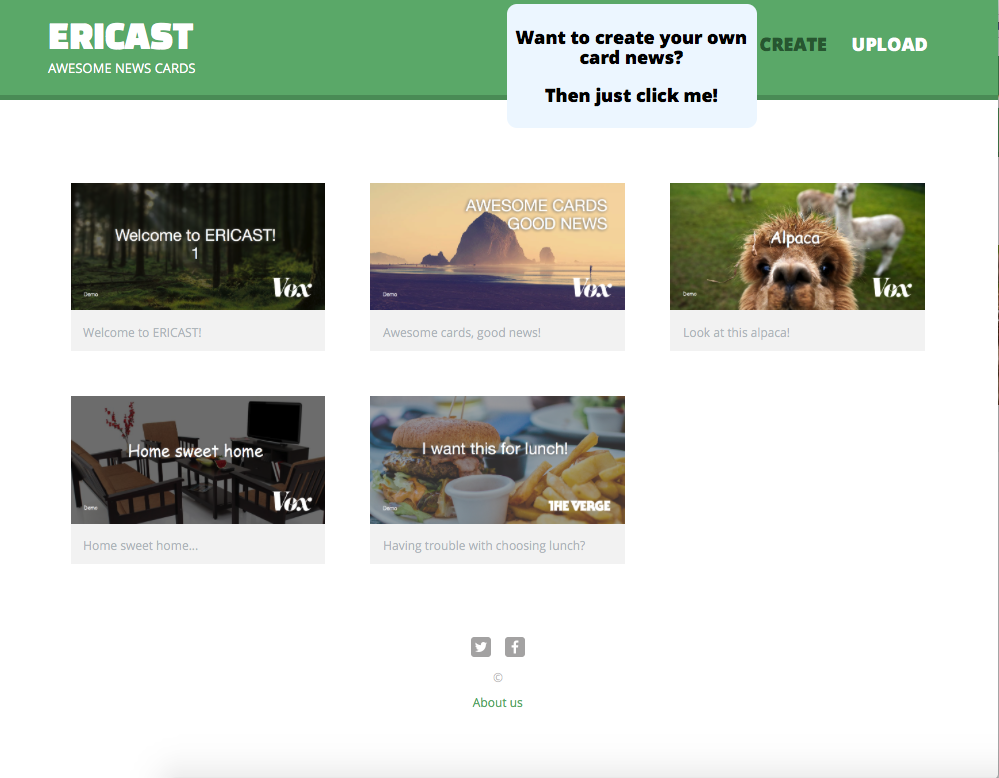 ERICAST
AWESOME NEWS CARDS
Want to create your own
card news?
Then just click me!
CREATE
UPLOAD
Welcome to ERICAST!
1
Demo
Vox
Welcome to ERICAST!
AWESOME CARDS
GOOD NEWS
Demo
Vox
Awesome cards, good news!
Alpaca
Demo
Vox
Look at this alpaca!
Home sweet home
Demo
Vox
Home sweet home...
I want this for lunch!
Demo
THE VERGE
Having trouble with choosing lunch?
©
About us